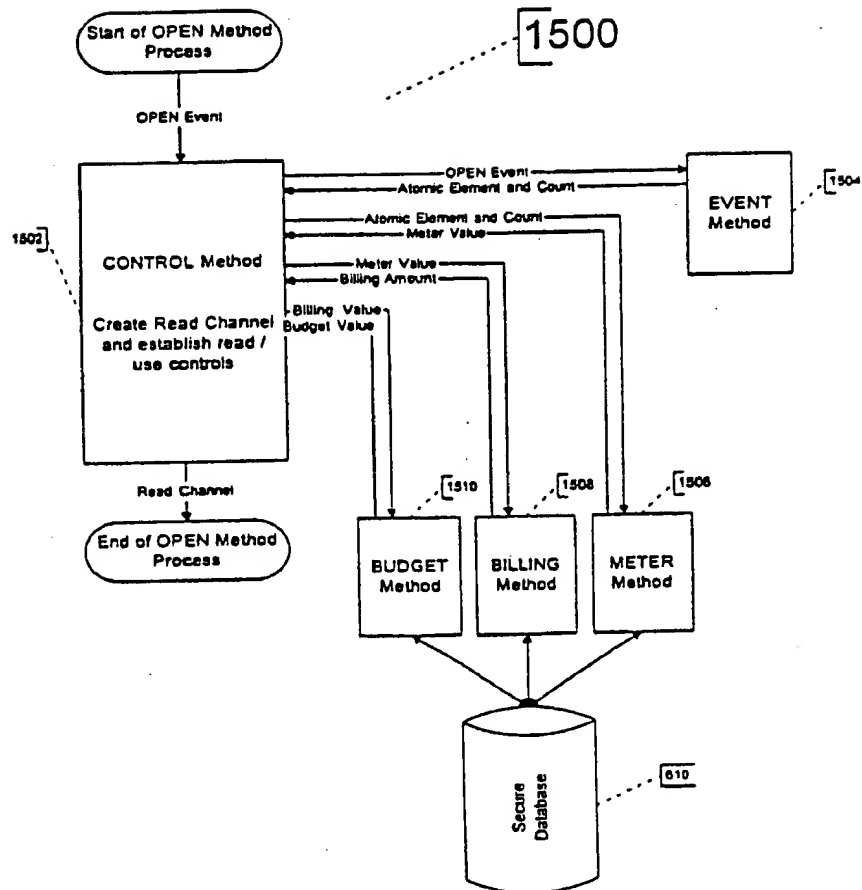 Start of OPEN Method
Process
1500
OPEN Event
OPEN Event
Atomic Element and Count
EVENT
Method
1504
Atomic Element and Count
Meter Value
1502
CONTROL Method
Meter Value
Billing Amount
Create Read Channel
and establish read /
use controls
Billing Value
Budget Value
Read Channel
1510
1508
1506
End of OPEN Method
Process
BUDGET
Method
BILLING
Method
METER
Method
Secure
Database
610